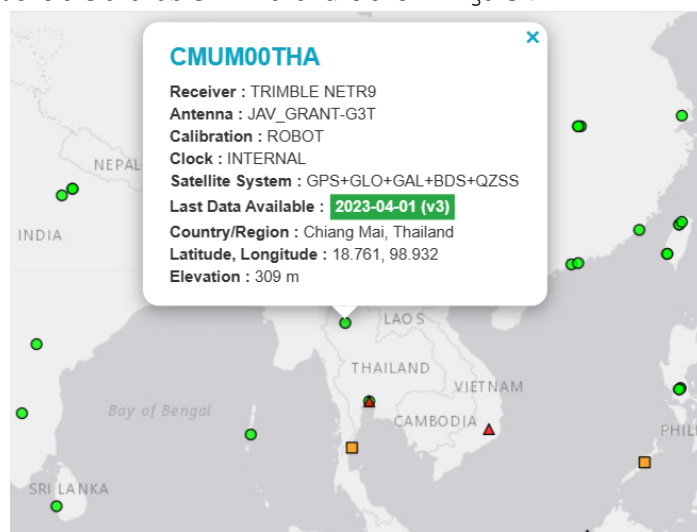 ×
CMUM00THA
Receiver : TRIMBLE NETR9
Antenna : JAV_GRANT-G3T
Calibration : ROBOT
Clock : INTERNAL
Satellite System : GPS+GLO+GAL+BDS+QZSS
Last Data Available : 2023-04-01 (v3)
Country/Region : Chiang Mai, Thailand
Latitude, Longitude : 18.761, 98.932
Elevation : 309 m
NEPAL
INDIA
LAOS
THAILAND
VIETNAM
Bay of Bengal
CAMBODIA
PHIL
SRI LANKA